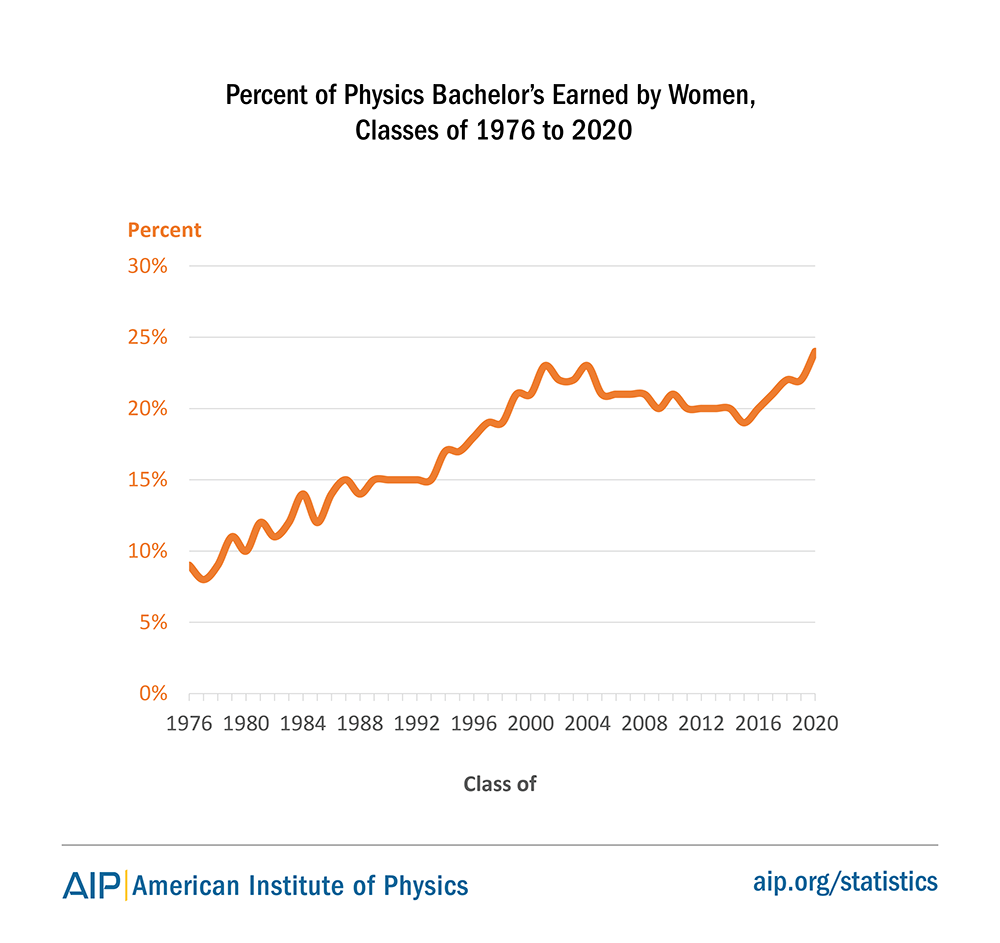 Percent of Physics Bachelor’s Earned by Women,
Classes of 1976 to 2020
Percent
30%
25%
20%
15%
10%
5%
0%
1976 1980 1984 1988 1992 1996 2000 2004 2008 2012 2016 2020
Class of
AIP American Institute of Physics
aip.org/statistics